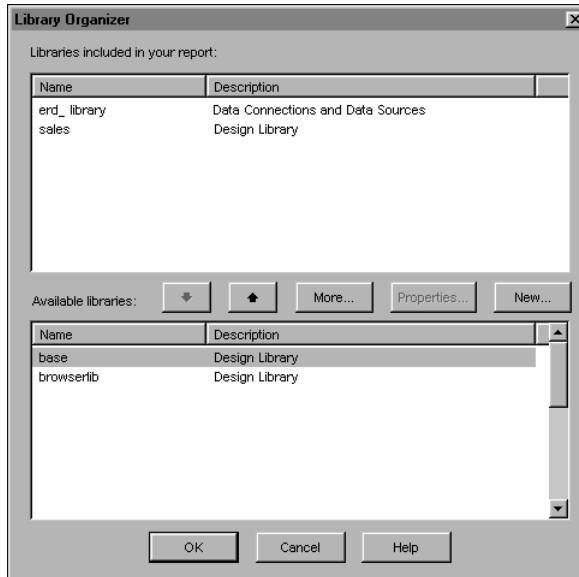 Library Organizer
Libraries included in your report:
Name Description
erd_ library Data Connections and Data Sources
sales Design Library
Available libraries: More... Properties... New...
Name Description
base Design Library
browserlib Design Library
OK Cancel Help